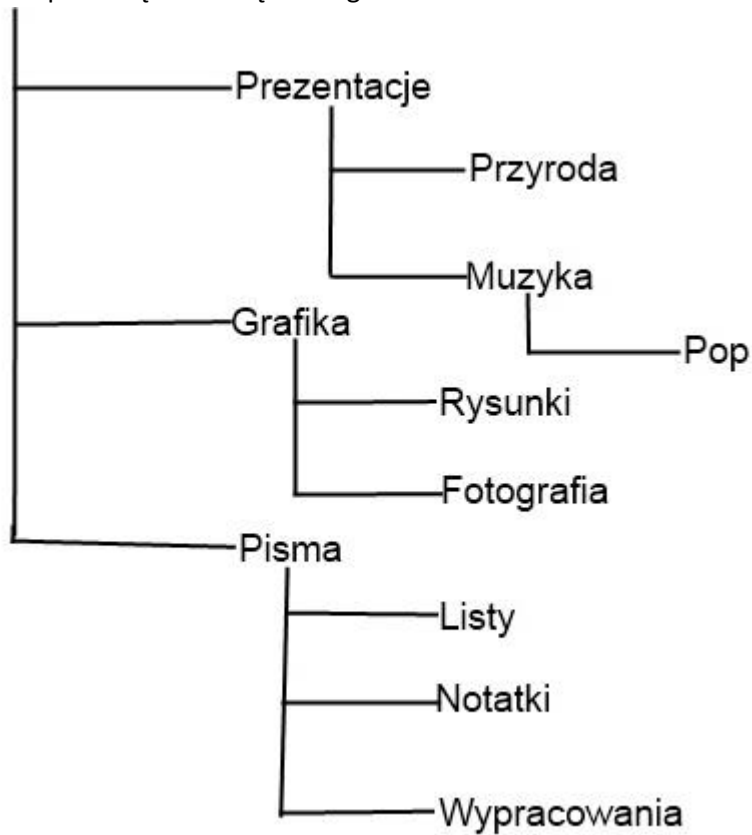 Prezentacje
Przyroda
Muzyka
Grafika
Pop
Rysunki
Fotografia
Pisma
Listy
Notatki
Wypracowania